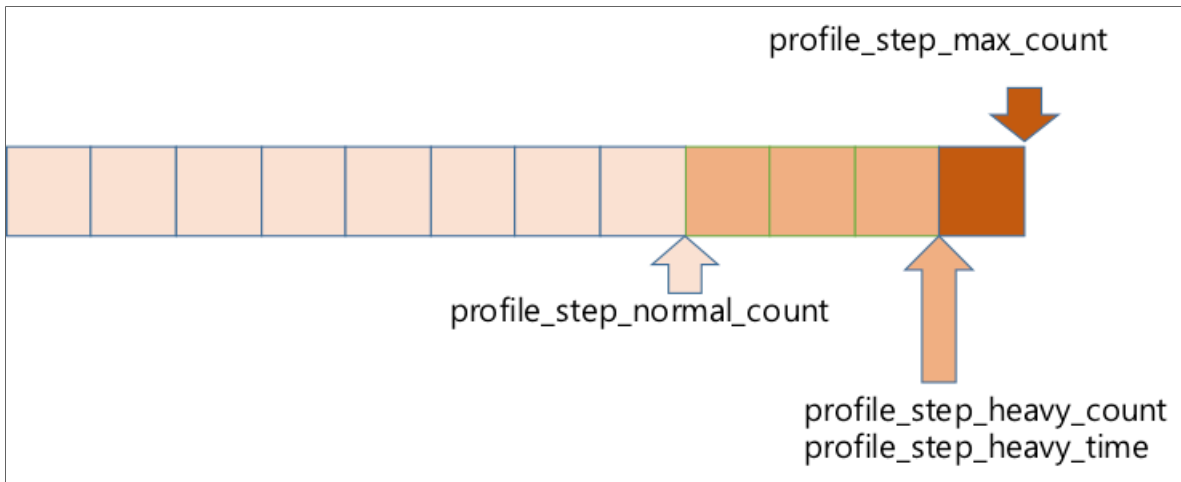 profile_step_max_count
profile_step_normal_count
profile_step_heavy_count
profile_step_heavy_time